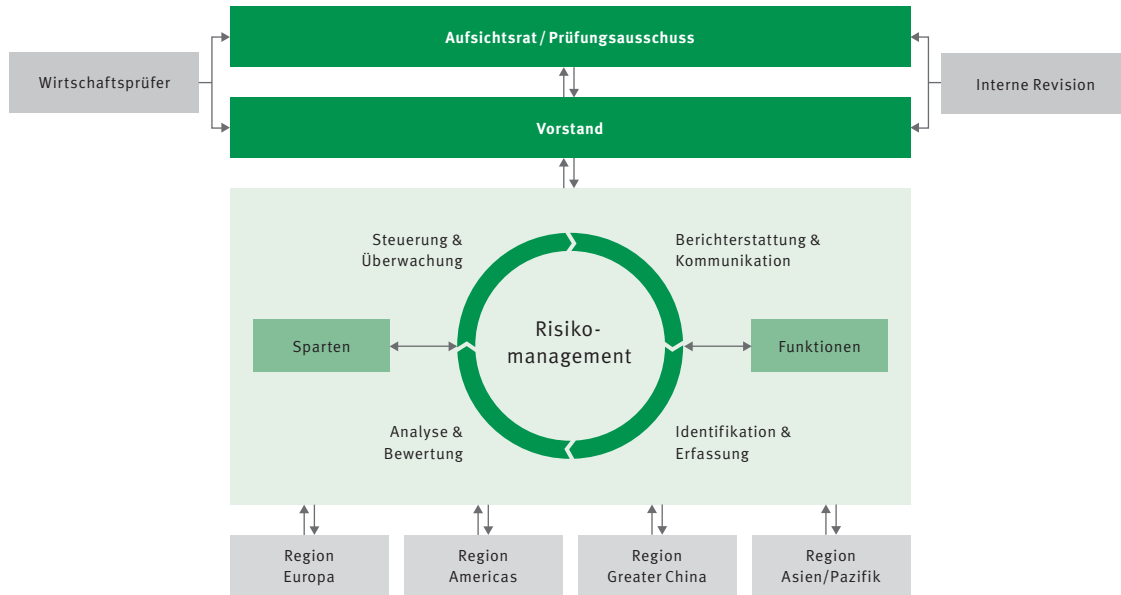 Aufsichtsrat / Prüfungsausschuss
Wirtschaftsprüfer
Interne Revision
Vorstand
Steuerung &
Überwachung
Berichterstattung &
Kommunikation
Sparten
Risiko-
management
Funktionen
Analyse &
Bewertung
Identifikation &
Erfassung
Region
Europa
Region
Americas
Region
Greater China
Region
Asien/Pazifik